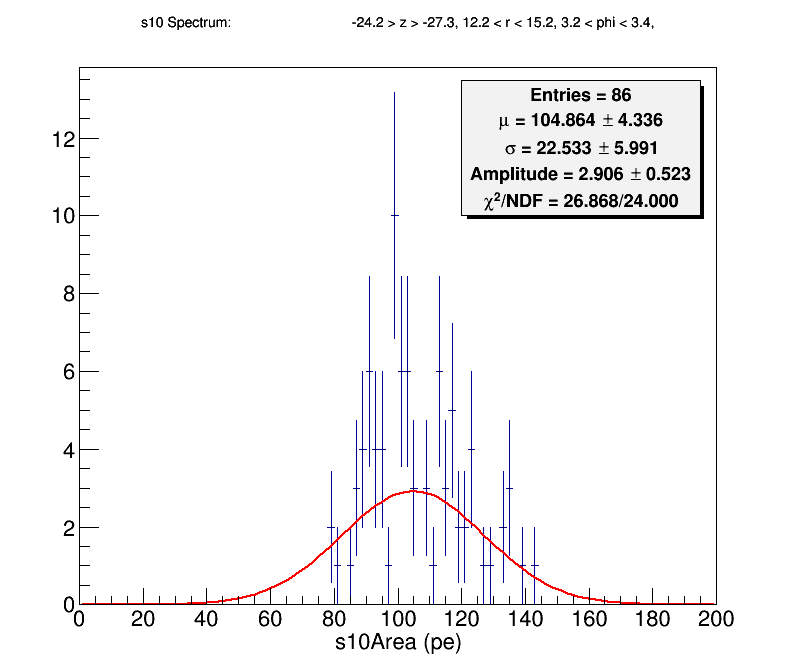 s10 Spectrum: -24.2 > z > -27.3, 12.2 < r < 15.2, 3.2 < phi < 3.4,
Entries = 86
μ = 104.864 ± 4.336
σ = 22.533 ± 5.991
Amplitude = 2.906 ± 0.523
χ²/NDF = 26.868/24.000
12
10
8
6
4
2
0
0 20 40 60 80 100 120 140 160 180 200
s10Area (pe)